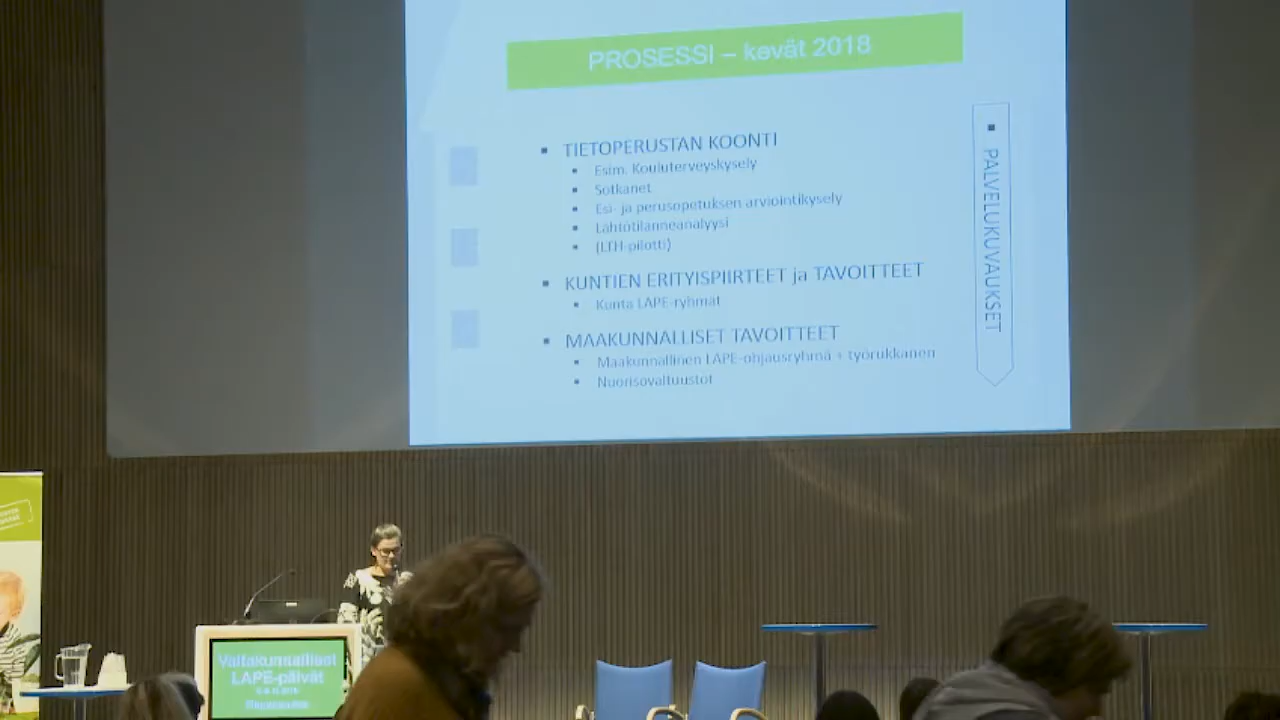 PROSESSI – kevät 2018
TIETOPERUSTAN KOONTI
Esim. Kouluterveyskysely
Sotkanet
Esi- ja perusopetuksen arviointikysely
Lähtötilanneanalyysi
(LTH-pilotti)
KUNTIEN ERITYISPIIRTEET ja TAVOITTEET
Kunta LAPE-ryhmät
MAAKUNNALLISET TAVOITTEET
Maakunnallinen LAPE-ohjausryhmä + työrukkanen
Nuorisovaltuustot
PALVELUKUVAUKSET
Valtakunnalliset
LAPE-päivät